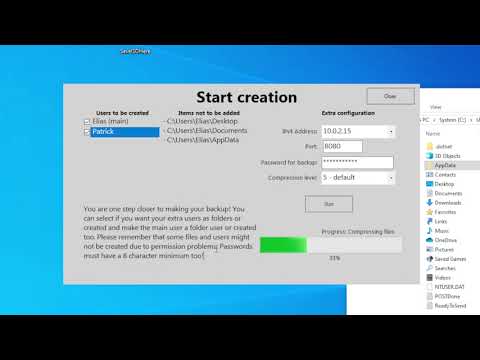 Start creation
Close
Users to be created
Elias (main)
Patrick
Items not to be added
- C:\Users\Elias\Desktop
- C:\Users\Elias\Documents
- C:\Users\Elias\AppData
Extra configuration
IPv4 Address:
10.0.2.15
Port:
8080
Password for backup:
***********
Compression level:
5 - default
You are one step closer to making your backup! You
can select if you want your extra users as folders or
created and make the main user a folder user or created
too. Please remember that some files and users might
not be created due to permission problems. Passwords
must have a 8 character minimum too!
Progress: Compressing files
33%
PC
System (C:)
3D Objects
AppData
Contacts
Desktop
Documents
Downloads
Favorites
Links
Music
OneDrive
Pictures
Saved Games
Searches
Videos
NTUSER.DAT
POSTDone
ReadyToSend